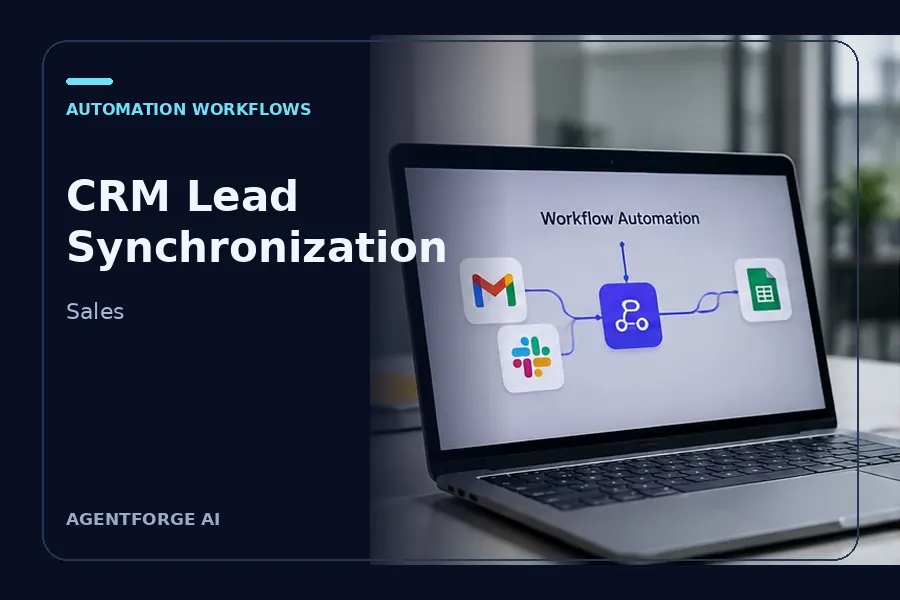 AUTOMATION WORKFLOWS
CRM Lead
Synchronization
Sales
AGENTFORGE AI
Workflow Automation